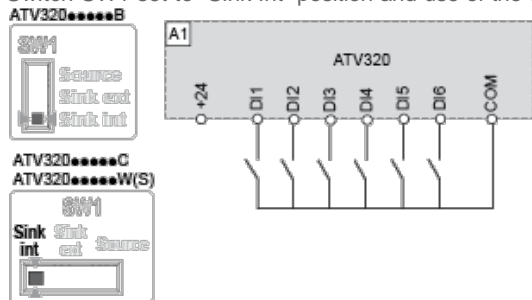 Switch SW1 set to "Sink Int" position and use of the
ATV320●●●●●B
SW1
Source
Sink ext
Sink int
A1
ATV320
+24
DI1
DI2
DI3
DI4
DI5
DI6
COM
ATV320●●●●●C
ATV320●●●●●W(S)
SW1
Sink int
Sink ext
Source